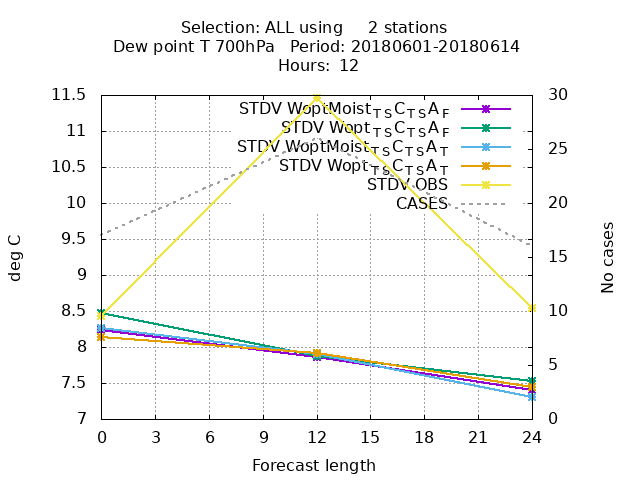 Selection: ALL using     2 stations
Dew point T 700hPa   Period: 20180601-20180614
Hours:  12
STDV WoptMoist_TS C_TS A_F
STDV Wopt_TS C_TS A_F
STDV WoptMoist_TS C_TS A_T
STDV Wopt_TS C_TS A_T
STDV OBS
CASES
11.5
11
10.5
10
9.5
9
8.5
8
7.5
7
30
25
20
15
10
5
0
deg C
No cases
0 3 6 9 12 15 18 21 24
Forecast length